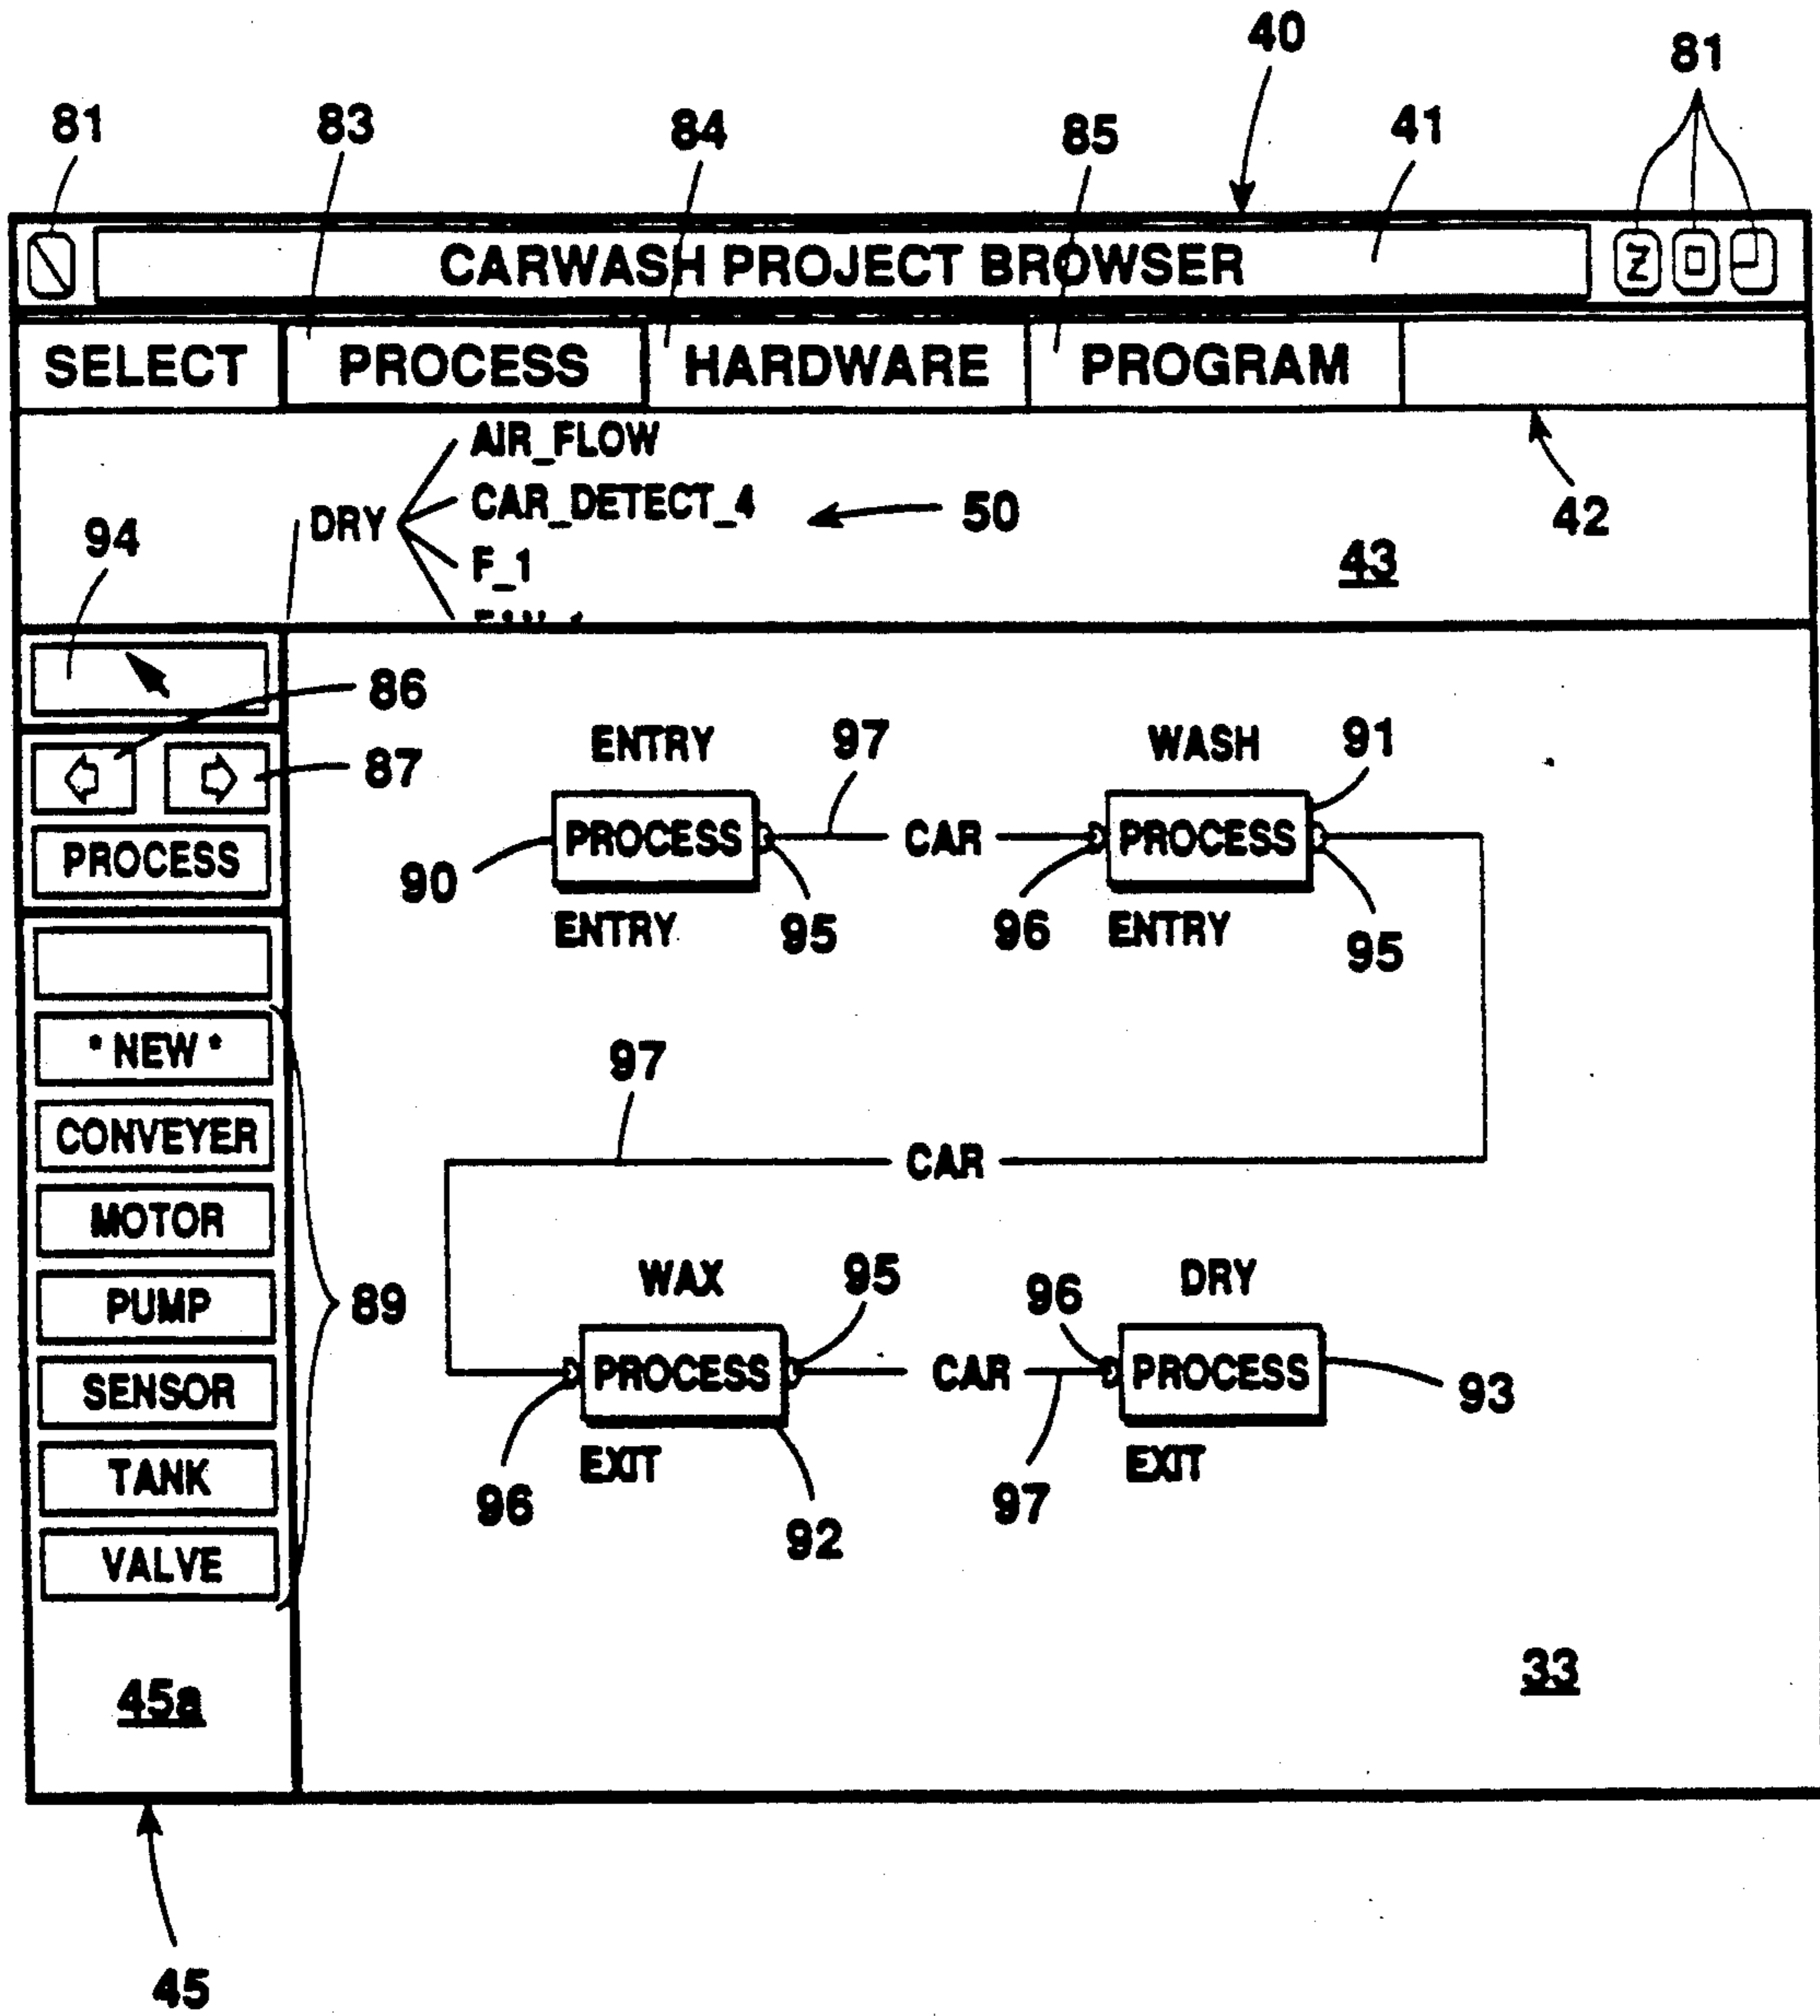 40
81
81 83 84 85 41
CARWASH PROJECT BROWSER Z
SELECT PROCESS HARDWARE PROGRAM
AIR_FLOW
DRY CAR_DETECT_4 50 42
94 F_1 43
86
87
PROCESS
ENTRY 97 WASH 91
PROCESS CAR PROCESS
90 ENTRY 95 96 ENTRY 95
*NEW*
CONVEYER
MOTOR
PUMP
SENSOR
TANK
VALVE
89
97
CAR
WAX 95 96 DRY
PROCESS CAR PROCESS 93
96 EXIT 92 97 EXIT
45a
33
45